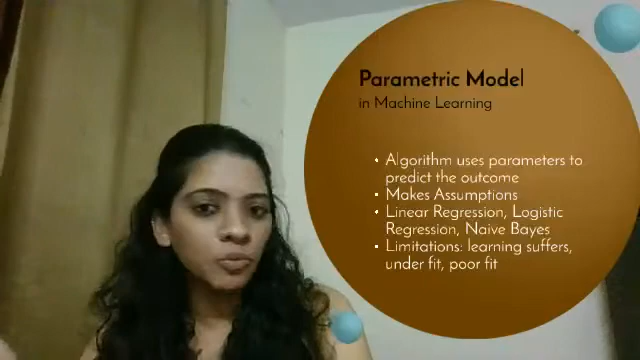 Parametric Model
in Machine Learning
• Algorithm uses parameters to
predict the outcome
• Makes Assumptions
• Linear Regression, Logistic
Regression, Naive Bayes
• Limitations: learning suffers,
under fit, poor fit